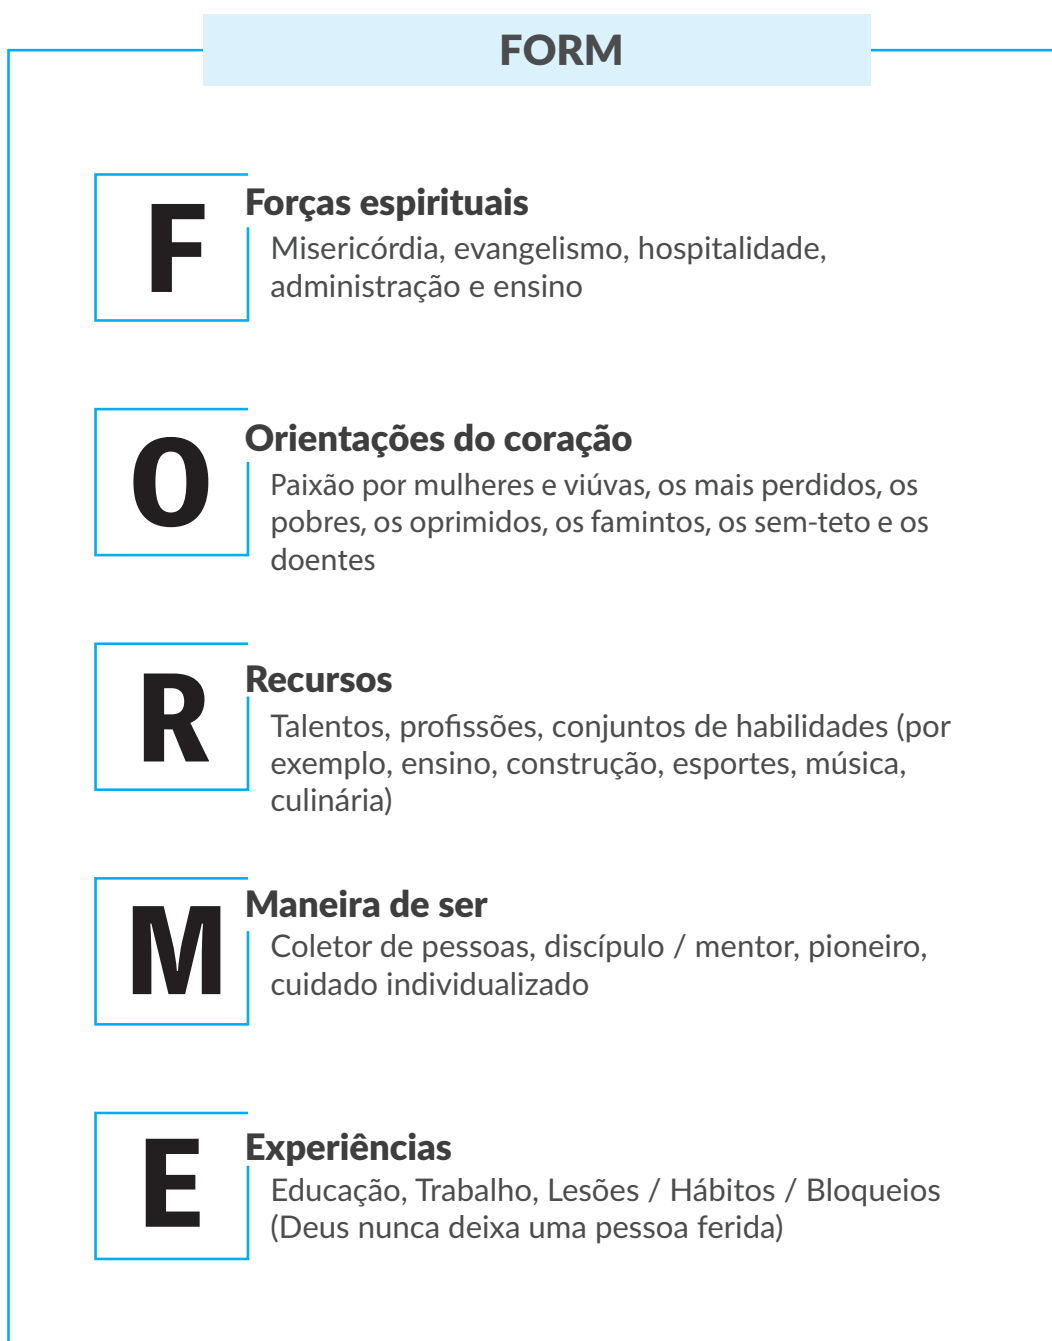 FORM
F
Forças espirituais
Misericórdia, evangelismo, hospitalidade,
administração e ensino
O
Orientações do coração
Paixão por mulheres e viúvas, os mais perdidos, os
pobres, os oprimidos, os famintos, os sem-teto e os
doentes
R
Recursos
Talentos, profissões, conjuntos de habilidades (por
exemplo, ensino, construção, esportes, música,
culinária)
M
Maneira de ser
Coletor de pessoas, discípulo / mentor, pioneiro,
cuidado individualizado
E
Experiências
Educação, Trabalho, Lesões / Hábitos / Bloqueios
(Deus nunca deixa uma pessoa ferida)